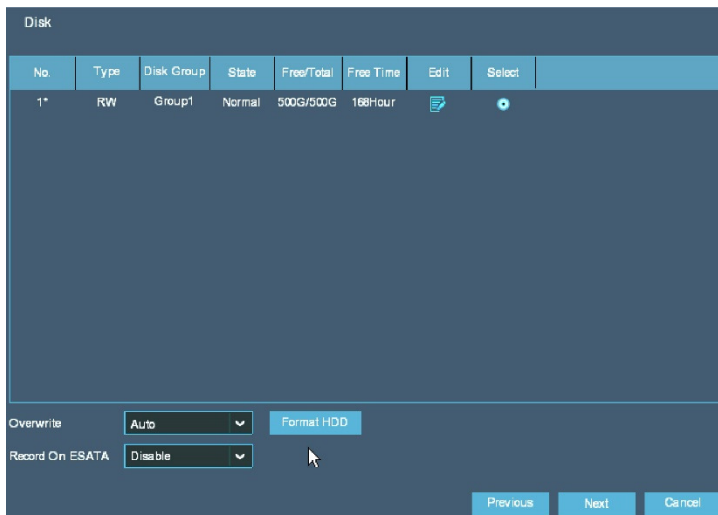 Disk
No. Type Disk Group State Free/Total Free Time Edit Select
1* RW Group1 Normal 500G/500G 168Hour
Overwrite Auto Format HDD
Record On ESATA Disable
Previous Next Cancel